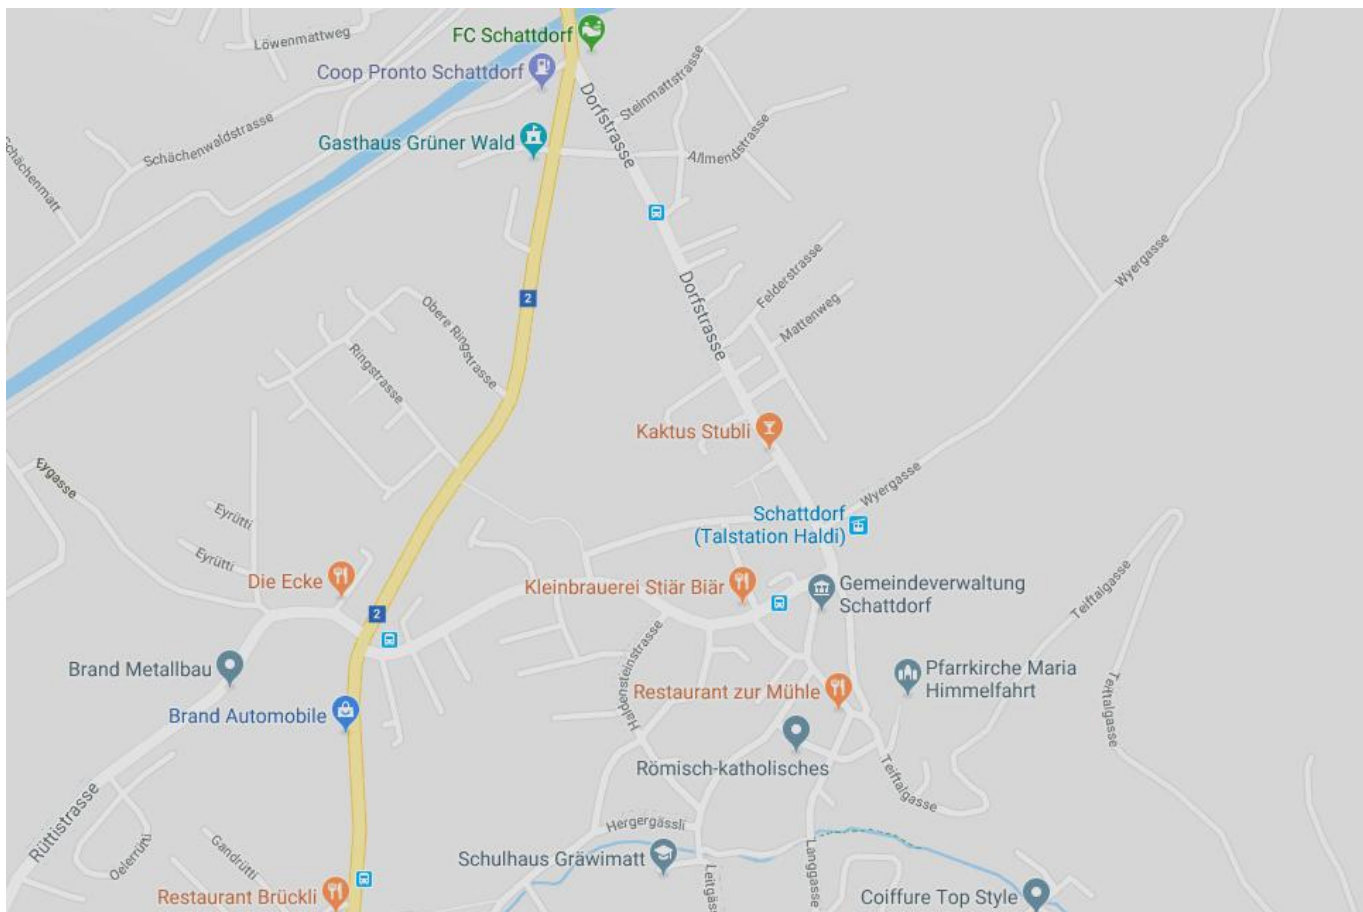 FC Schattdorf
Löwenmattweg
Coop Pronto Schattdorf
Steinmattstrasse
Dorfstrasse
Schächenwaldstrasse
Gasthaus Grüner Wald
Allmendstrasse
Schächenmatt
Wyergasse
Felderstrasse
Dorfstrasse
2
Mattenweg
Obere Ringstrasse
Ringstrasse
Kaktus Stubli
Eygasse
Wyergasse
Eyrütti
Schattdorf
(Talstation Haldi)
Eyrütti
Die Ecke
Kleinbrauerei Stiär Biär
Gemeindeverwaltung
Schattdorf
Teiftalgasse
2
Haldensteinstrasse
Brand Metallbau
Pfarrkirche Maria
Himmelfahrt
Restaurant zur Mühle
Teiftalgasse
Brand Automobile
Römisch-katholisches
Teiftalgasse
Rüttistrasse
Hergergässli
Oelerrütti
Gandrütti
Schulhaus Gräwimatt
Langgasse
Leitgäss
Restaurant Brückli
Coiffure Top Style